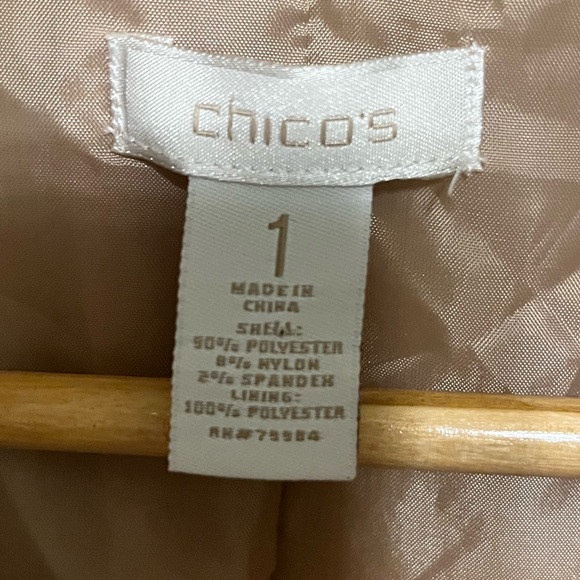 chico's
1
MADE IN
CHINA
SHELL:
90% POLYESTER
8% NYLON
2% SPANDEX
LINING:
100% POLYESTER
RN#79984